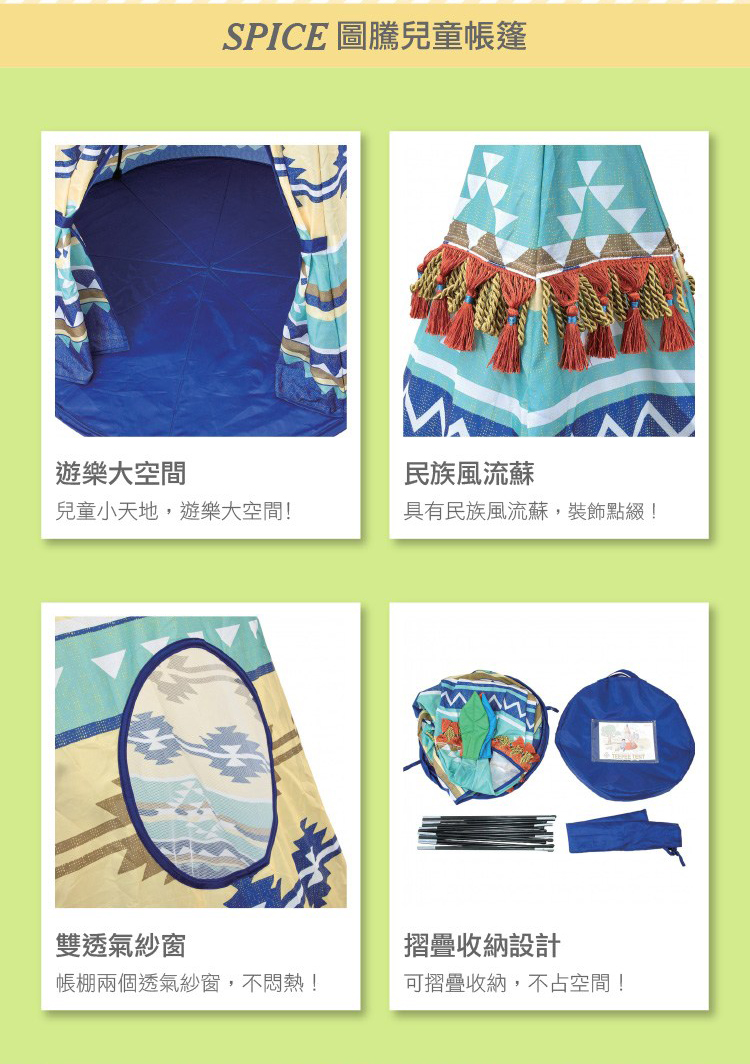 SPICE 圖騰兒童帳篷
遊樂大空間
兒童小天地，遊樂大空間!
民族風流蘇
具有民族風流蘇，裝飾點綴！
TEEPEE TENT
雙透氣紗窗
帳棚兩個透氣紗窗，不悶熱！
摺疊收納設計
可摺疊收納，不占空間！